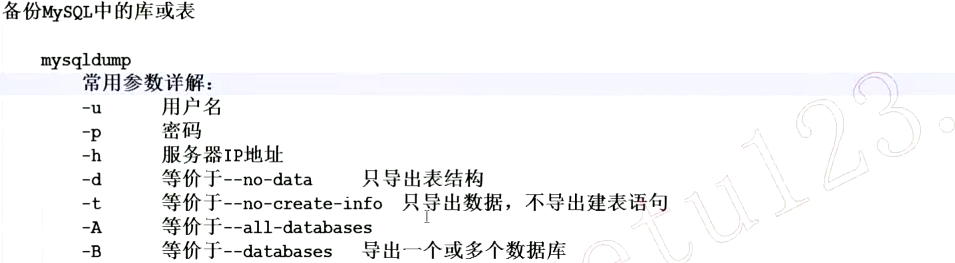 备份MySQL中的库或表
mysqldump
常用参数详解：
-u 用户名
-p 密码
-h 服务器IP地址
-d 等价于--no-data 只导出表结构
-t 等价于--no-create-info 只导出数据，不导出建表语句
-A 等价于--all-databases
-B 等价于--databases 导出一个或多个数据库
etu123.